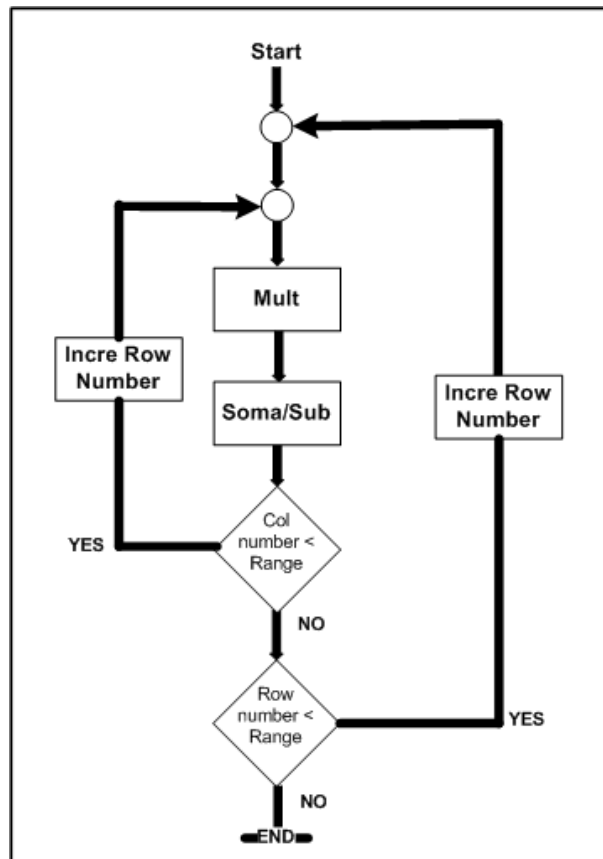 Start
Mult
Incre Row
Number
Soma/Sub
Incre Row
Number
Col
number <
Range
YES
NO
Row
number <
Range
YES
NO
END